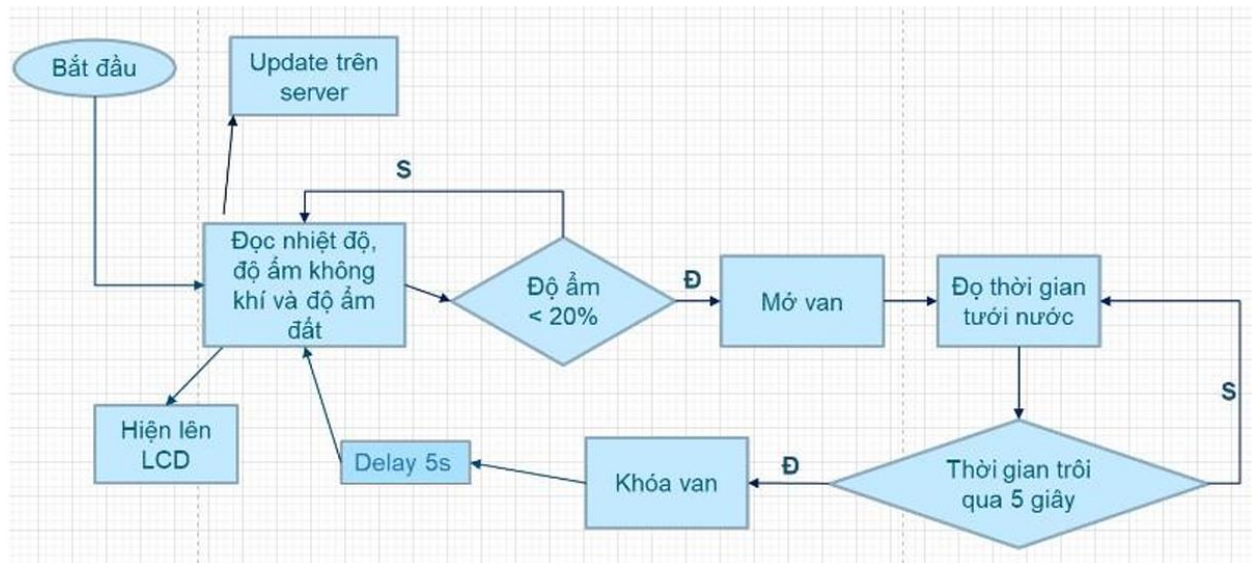 Bắt đầu
Update trên
server
S
Đọc nhiệt độ,
độ ẩm không
khí và độ ẩm
đất
Độ ẩm
< 20%
Đ
Mở van
Đọ thời gian
tưới nước
S
Hiện lên
LCD
Delay 5s
Khóa van
Đ
Thời gian trôi
qua 5 giây